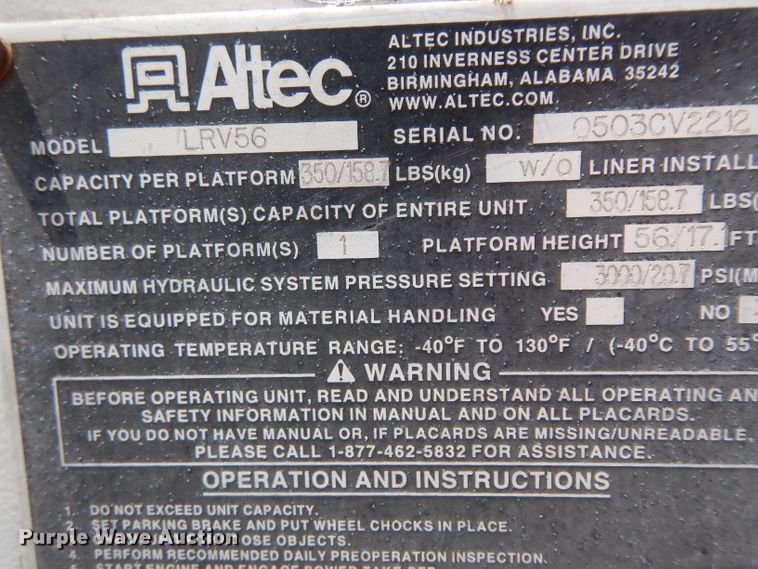 Altec ®
ALTEC INDUSTRIES, INC.
210 INVERNESS CENTER DRIVE
BIRMINGHAM, ALABAMA 35242
WWW.ALTEC.COM
MODEL LRV56 SERIAL NO. 0503CV2212
CAPACITY PER PLATFORM 350/158.7 LBS(kg) W/O LINER INSTALL
TOTAL PLATFORM(S) CAPACITY OF ENTIRE UNIT 350/158.7 LBS(
NUMBER OF PLATFORM(S) 1 PLATFORM HEIGHT 56/17. FT
MAXIMUM HYDRAULIC SYSTEM PRESSURE SETTING 3000/20.7 PSI(M
UNIT IS EQUIPPED FOR MATERIAL HANDLING YES NO
OPERATING TEMPERATURE RANGE: -40°F TO 130°F / (-40°C TO 55°
WARNING
BEFORE OPERATING UNIT, READ AND UNDERSTAND ALL OPERATING AN
SAFETY INFORMATION IN MANUAL AND ON ALL PLACARDS.
IF YOU DO NOT HAVE MANUAL OR, IF PLACARDS ARE MISSING/UNREADABLE,
PLEASE CALL 1-877-462-5832 FOR ASSISTANCE.
OPERATION AND INSTRUCTIONS
1. DO NOT EXCEED UNIT CAPACITY.
2. SET PARKING BRAKE AND PUT WHEEL CHOCKS IN PLACE.
OSE OBJECTS.
4. PERFORM RECOMMENDED DAILY PREOPERATION INSPECTION.
Purple Wave Auction